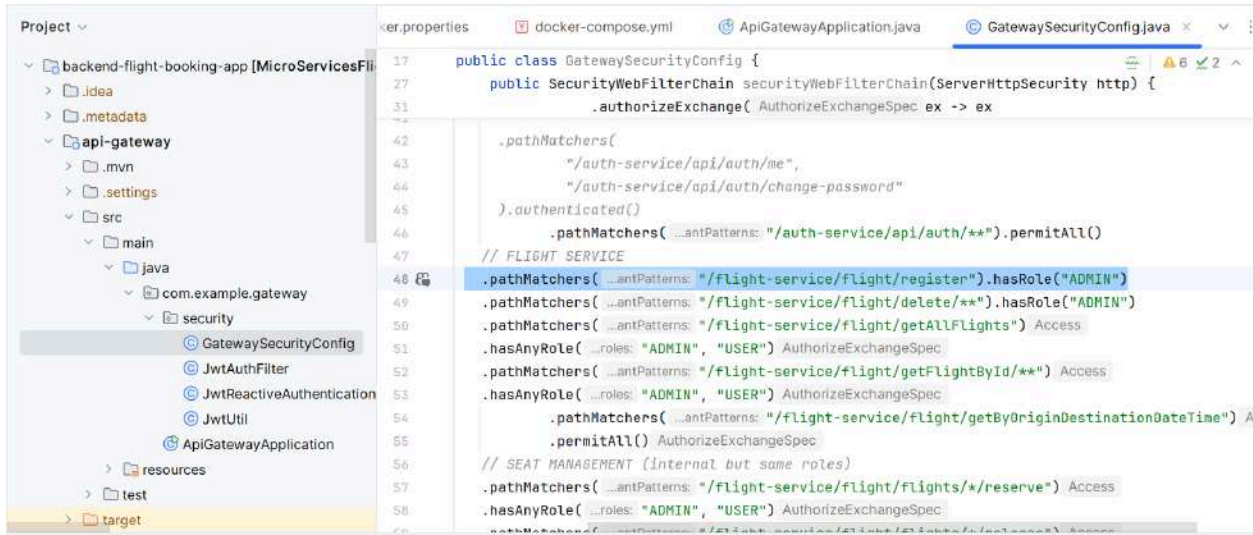 Project
backend-flight-booking-app [MicroServicesFli
.idea
.metadata
api-gateway
.mvn
.settings
src
main
java
com.example.gateway
security
GatewaySecurityConfig
JwtAuthFilter
JwtReactiveAuthentication
JwtUtil
ApiGatewayApplication
resources
test
target
ker.properties docker-compose.yml ApiGatewayApplication.java GatewaySecurityConfig.java
17 public class GatewaySecurityConfig { 6 2
27 public SecurityWebFilterChain securityWebFilterChain(ServerHttpSecurity http) {
31 .authorizeExchange( AuthorizeExchangeSpec ex -> ex
42 .pathMatchers(
43 "/auth-service/api/auth/me",
44 "/auth-service/api/auth/change-password"
45 ).authenticated()
46 .pathMatchers( ...antPatterns: "/auth-service/api/auth/**").permitAll()
47 // FLIGHT SERVICE
48 .pathMatchers( ...antPatterns: "/flight-service/flight/register").hasRole("ADMIN")
49 .pathMatchers( ...antPatterns: "/flight-service/flight/delete/**").hasRole("ADMIN")
50 .pathMatchers( ...antPatterns: "/flight-service/flight/getAllFlights") Access
51 .hasAnyRole( ...roles: "ADMIN", "USER") AuthorizeExchangeSpec
52 .pathMatchers( ...antPatterns: "/flight-service/flight/getFlightById/**") Access
53 .hasAnyRole( ...roles: "ADMIN", "USER") AuthorizeExchangeSpec
54 .pathMatchers( ...antPatterns: "/flight-service/flight/getByOriginDestinationDateTime") A
55 .permitAll() AuthorizeExchangeSpec
56 // SEAT MANAGEMENT (internal but same roles)
57 .pathMatchers( ...antPatterns: "/flight-service/flight/flights/*/reserve") Access
58 .hasAnyRole( ...roles: "ADMIN", "USER") AuthorizeExchangeSpec